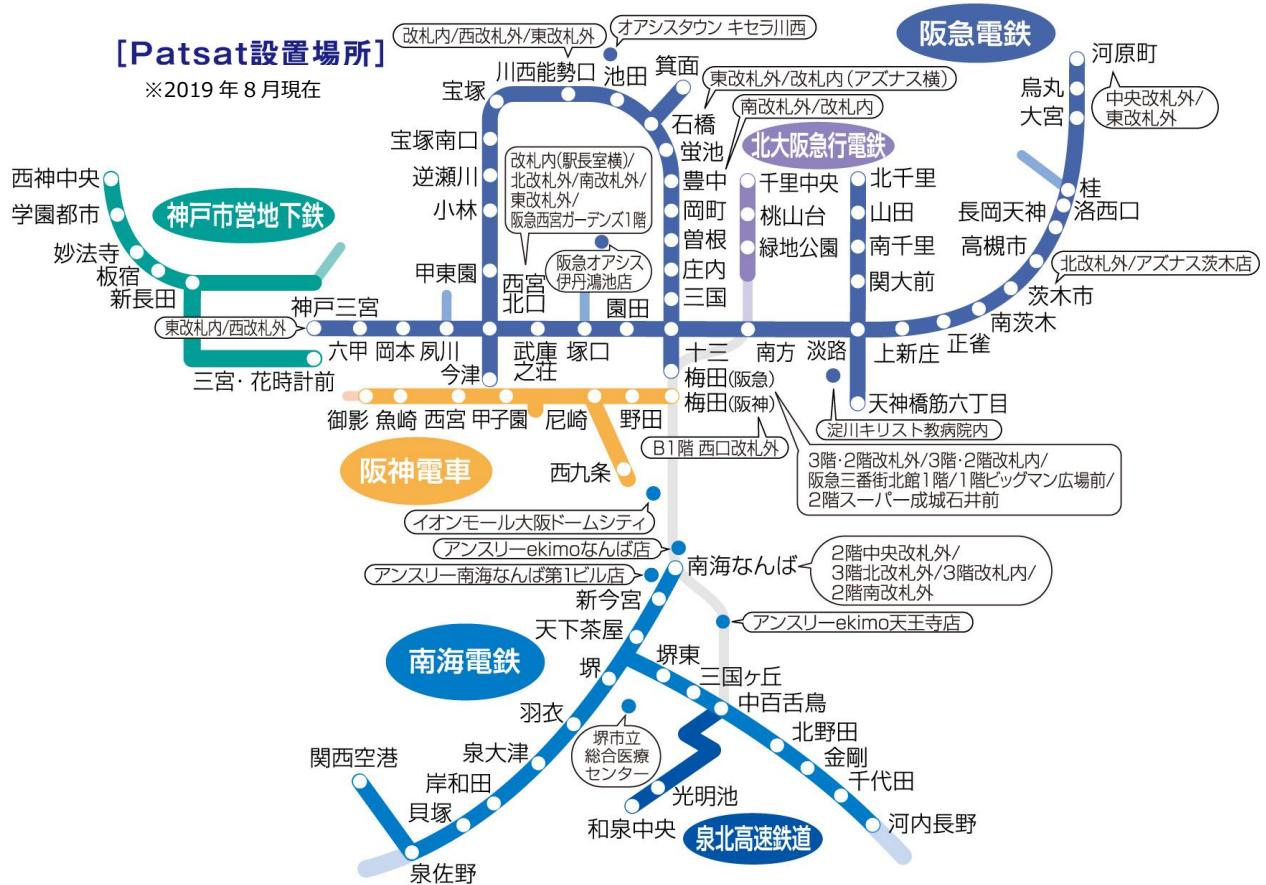 [Patsat設置場所]
※2019年8月現在
改札内/西改札外/東改札外
オアシスタウン キセラ川西
阪急電鉄
河原町
烏丸
大宮
中央改札外/
東改札外
川西能勢口
池田
箕面
宝塚
東改札外/改札内(アズナス横)
石橋
南改札外/改札内
北大阪急行電鉄
宝塚南口
蛍池
逆瀬川
改札内(駅長室横)/
北改札外/南改札外/
東改札外/
阪急西宮ガーデンズ1階
豊中
千里中央
北千里
桂
洛西口
小林
岡町
桃山台
山田
長岡天神
西神中央
神戸市営地下鉄
学園都市
曽根
緑地公園
南千里
高槻市
妙法寺
板宿
新長田
甲東園
西宮
北口
阪急オアシス
伊丹鴻池店
庄内
関大前
北改札外/アズナス茨木店
茨木市
三国
南茨木
神戸三宮
園田
正雀
東改札内/西改札外
六甲
岡本
夙川
武庫
之荘
塚口
十三
南方
淡路
上新庄
三宮・花時計前
今津
梅田(阪急)
梅田(阪神)
天神橋筋六丁目
御影
魚崎
西宮
甲子園
尼崎
野田
淀川キリスト教病院内
B1階 西口改札外
阪神電車
西九条
3階・2階改札外/3階・2階改札内/
阪急三番街北館1階/1階ビッグマン広場前/
2階スーパー成城石井前
イオンモール大阪ドームシティ
アンスリーekimoなんば店
南海なんば
2階中央改札外/
3階北改札外/3階改札内/
2階南改札外
アンスリー南海なんば第1ビル店
新今宮
アンスリーekimo天王寺店
天下茶屋
南海電鉄
堺
堺東
三国ヶ丘
中百舌鳥
羽衣
北野田
堺市立
総合医療
センター
泉大津
金剛
関西空港
岸和田
千代田
貝塚
光明池
和泉中央
河内長野
泉北高速鉄道
泉佐野